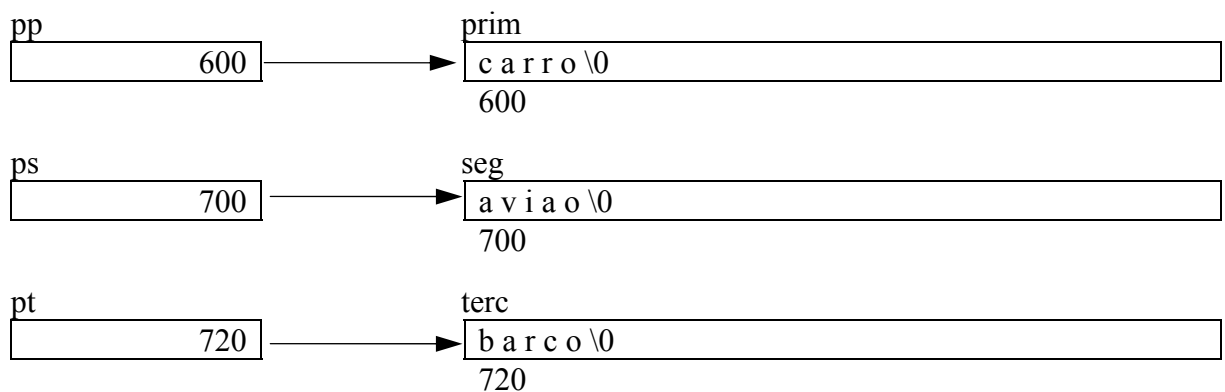 pp prim
600 c a r r o \0
600
ps seg
700 a v i a o \0
700
pt terc
720 b a r c o \0
720